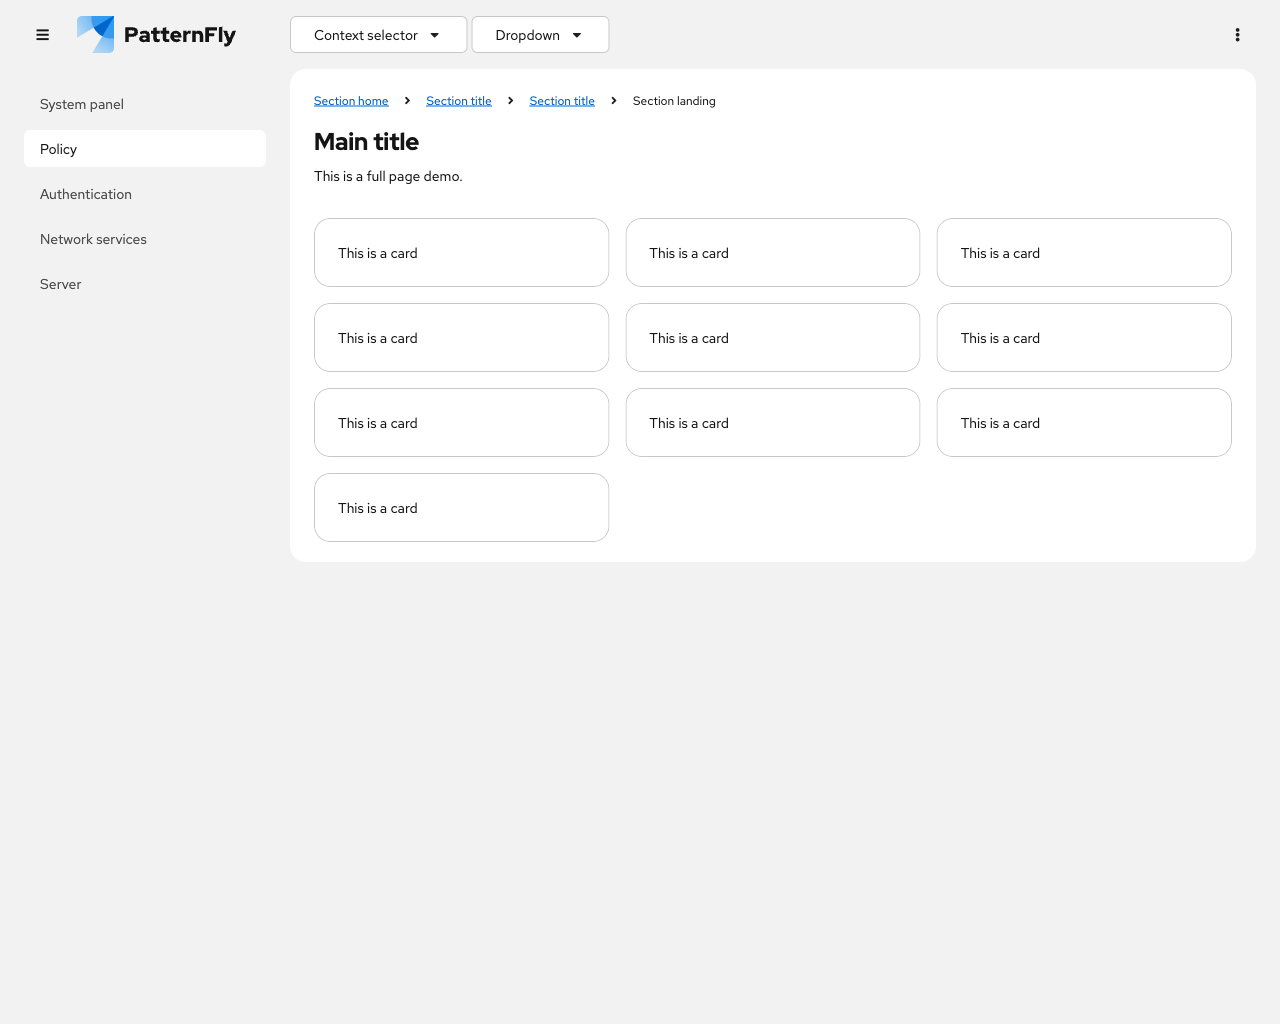 PatternFly
Context selector
Dropdown
System panel
Policy
Authentication
Network services
Server
Section home
Section title
Section title
Section landing
Main title
This is a full page demo.
This is a card
This is a card
This is a card
This is a card
This is a card
This is a card
This is a card
This is a card
This is a card
This is a card